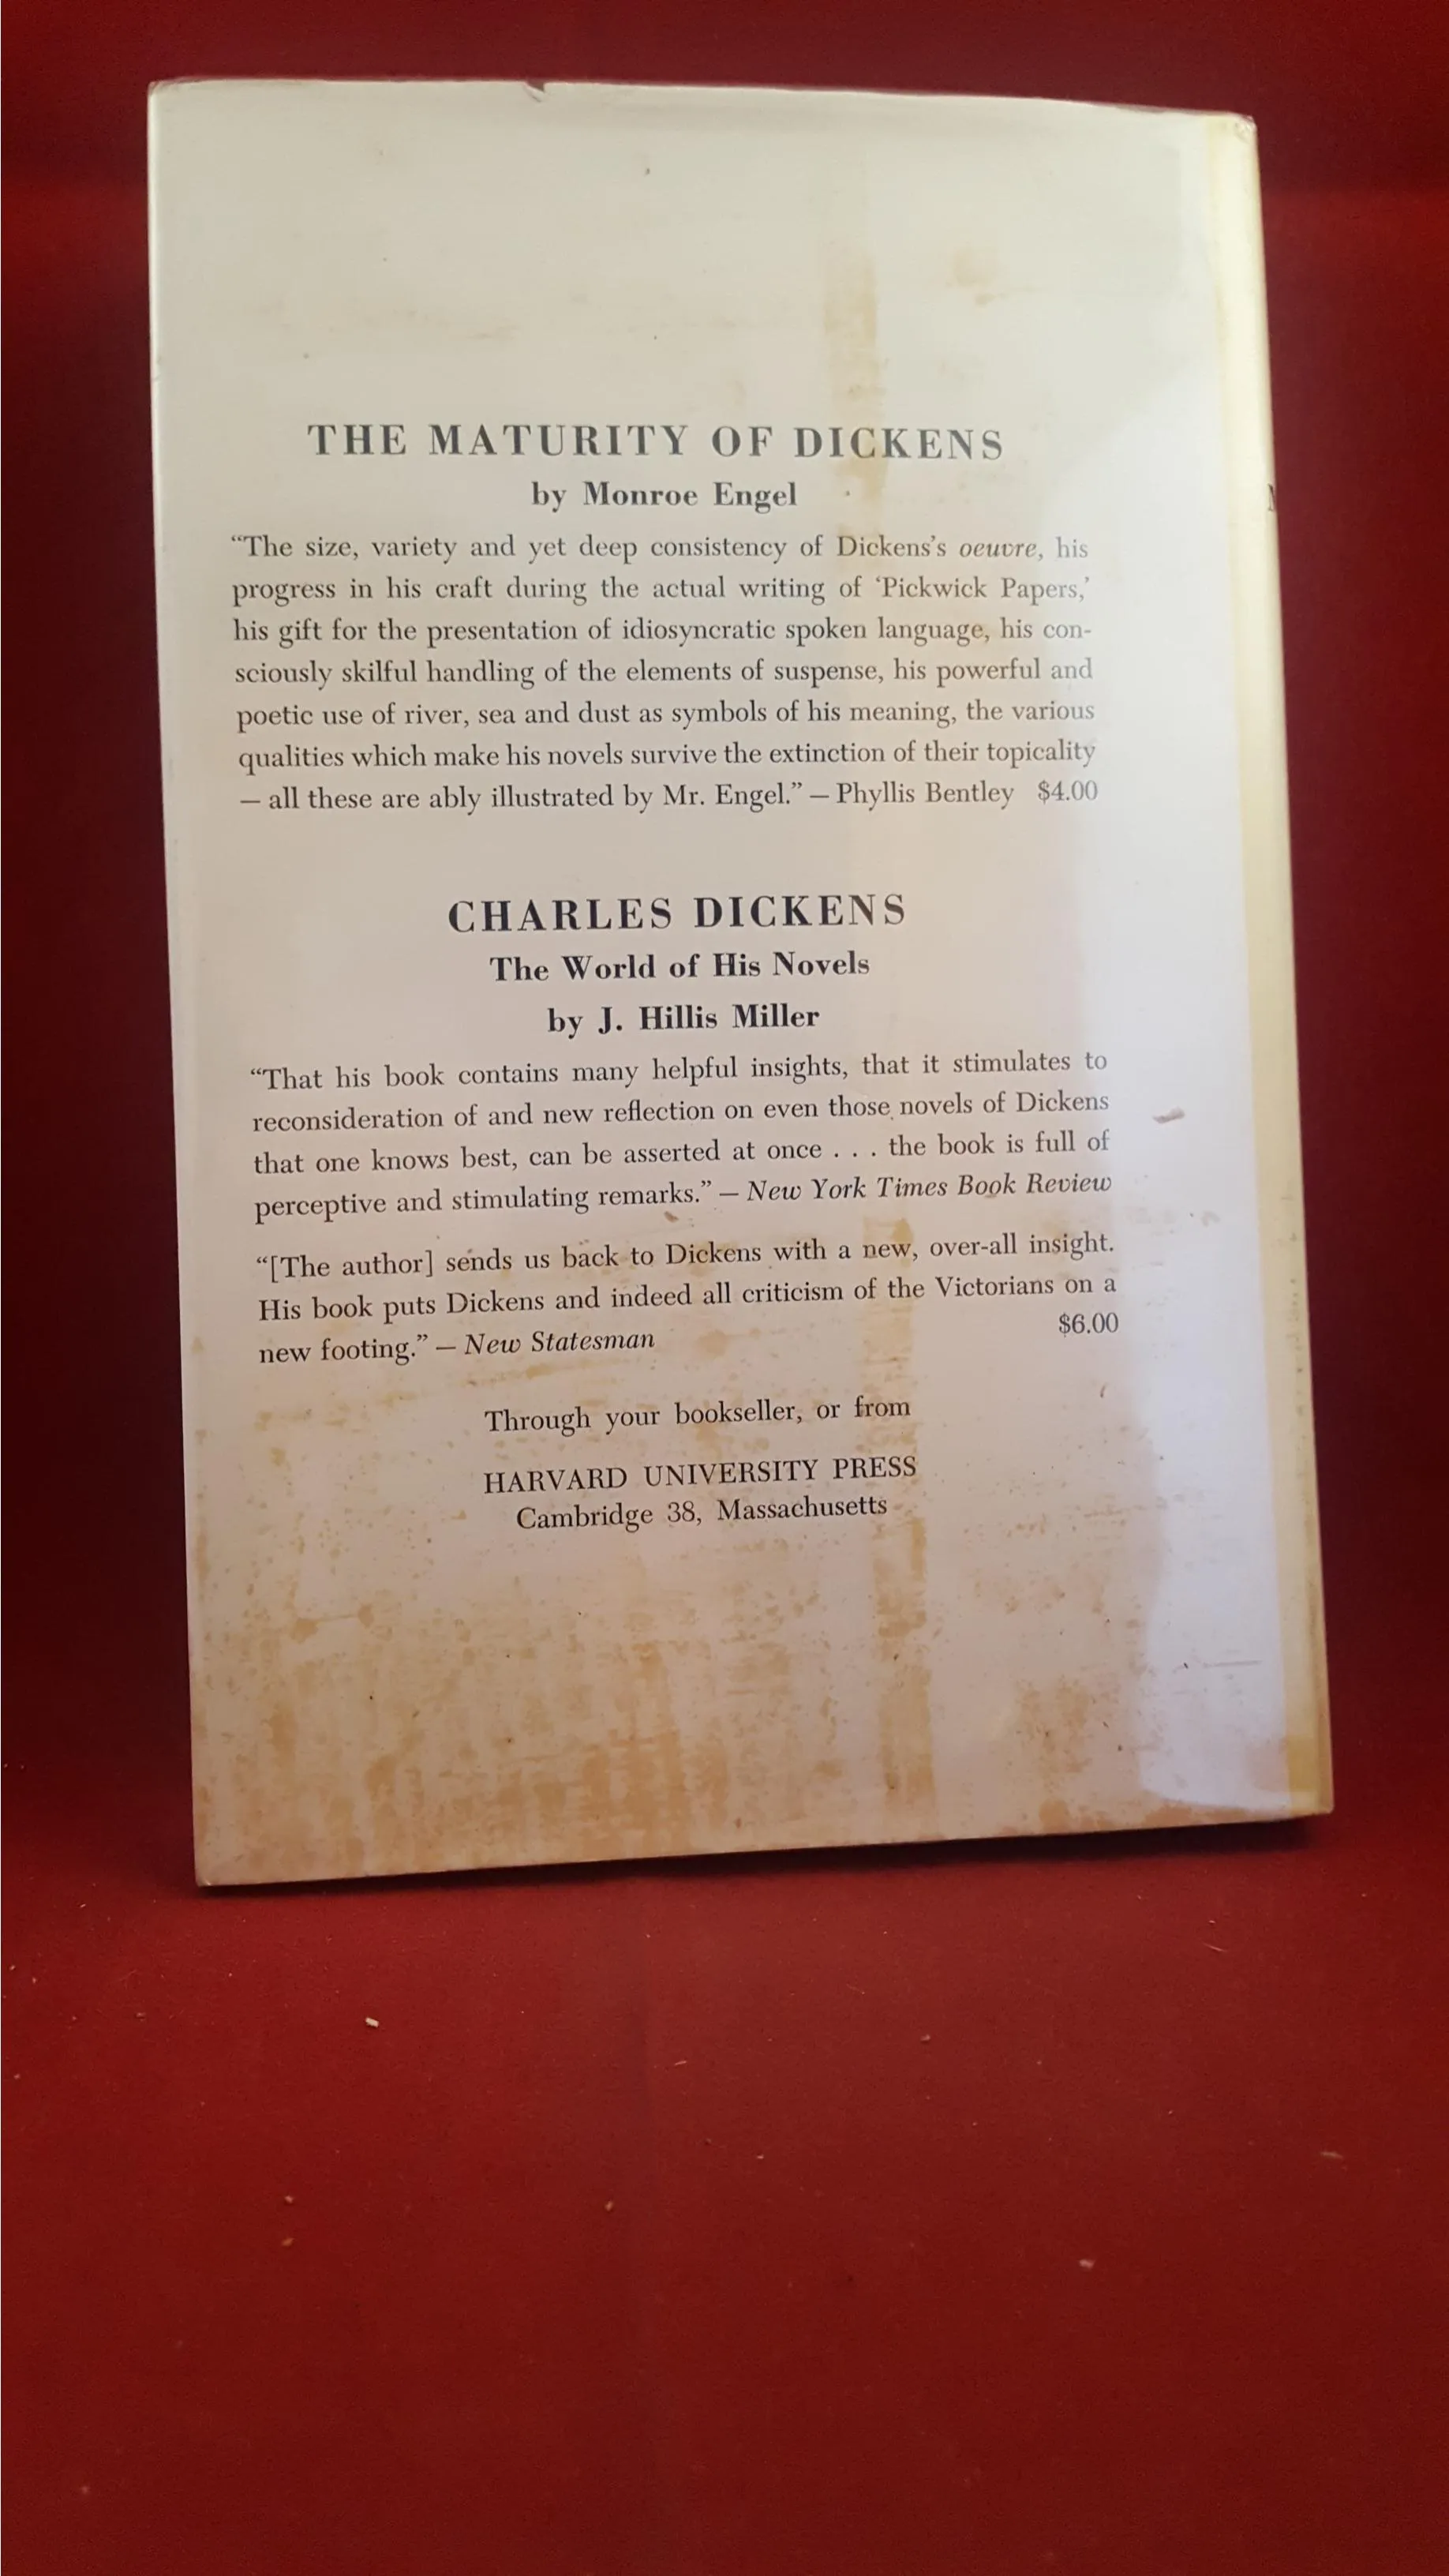 THE MATURITY OF DICKENS
by Monroe Engel
“The size, variety and yet deep consistency of Dickens’s oeuvre, his
progress in his craft during the actual writing of ‘Pickwick Papers,’
his gift for the presentation of idiosyncratic spoken language, his con-
sciously skilful handling of the elements of suspense, his powerful and
poetic use of river, sea and dust as symbols of his meaning, the various
qualities which make his novels survive the extinction of their topicality
— all these are ably illustrated by Mr. Engel.” — Phyllis Bentley $4.00
CHARLES DICKENS
The World of His Novels
by J. Hillis Miller
“That his book contains many helpful insights, that it stimulates to
reconsideration of and new reflection on even those novels of Dickens
that one knows best, can be asserted at once . . . the book is full of
perceptive and stimulating remarks.” — New York Times Book Review
“[The author] sends us back to Dickens with a new, over-all insight.
His book puts Dickens and indeed all criticism of the Victorians on a
new footing.” — New Statesman $6.00
Through your bookseller, or from
HARVARD UNIVERSITY PRESS
Cambridge 38, Massachusetts